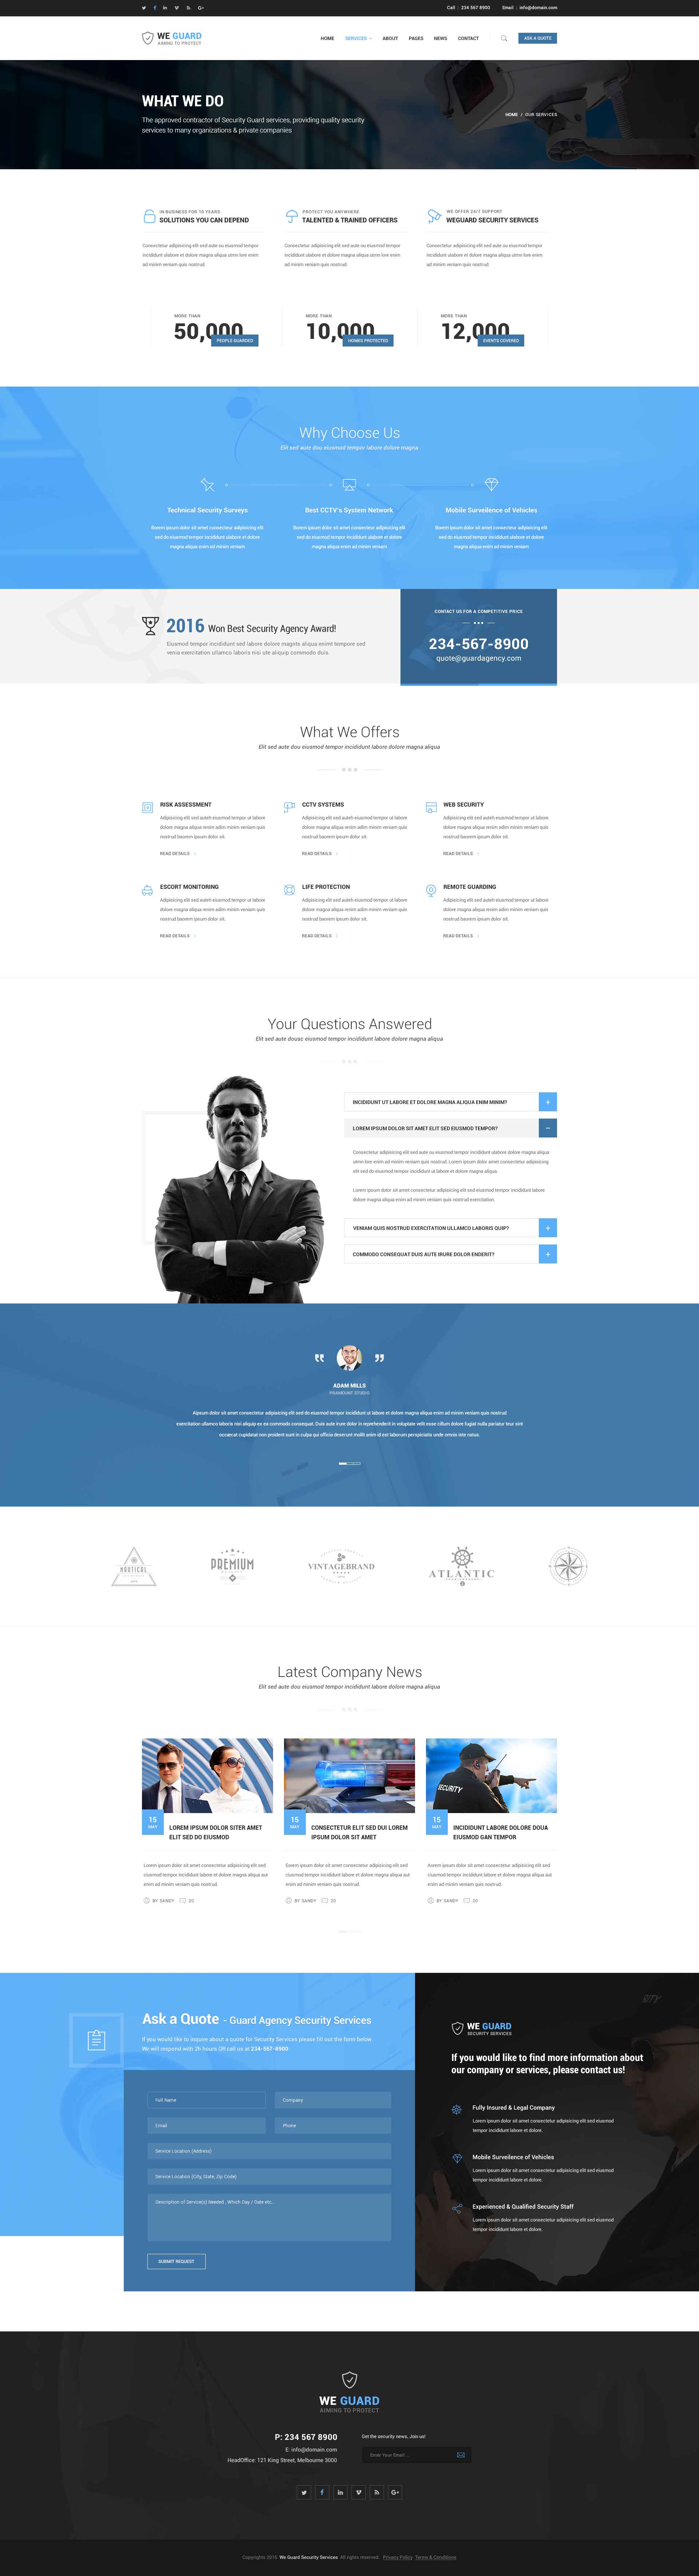 Call : 234 567 8900 Email : info@domain.com
WE GUARD
AIMING TO PROTECT
HOME SERVICES ABOUT PAGES NEWS CONTACT ASK A QUOTE
WHAT WE DO
The approved contractor of Security Guard services, providing quality security
services to many organizations & private companies
HOME / OUR SERVICES
IN BUSINESS FOR 10 YEARS
SOLUTIONS YOU CAN DEPEND
Consectetur adipisicing elit sed aute ou eiusmod tempor
incididunt ulabore et dolore magna aliqua utnm lore enim
ad minim veniam quis nostrud.
PROTECT YOU ANYWHERE
TALENTED & TRAINED OFFICERS
Consectetur adipisicing elit sed aute ou eiusmod tempor
incididunt ulabore et dolore magna aliqua utnm lore enim
ad minim veniam quis nostrud.
WE OFFER 24/7 SUPPORT
WEGUARD SECURITY SERVICES
Consectetur adipisicing elit sed aute ou eiusmod tempor
incididunt ulabore et dolore magna aliqua utnm lore enim
ad minim veniam quis nostrud.
MORE THAN
50,000
PEOPLE GUARDED
MORE THAN
10,000
HOMES PROTECTED
MORE THAN
12,000
EVENTS COVERED
Why Choose Us
Elit sed aute dou eiusmod tempor labore dolore magna
Technical Security Surveys
Borem ipsum dolor sit amet consectetur adipisicing elit
sed do eiusmod tempor incididunt ulabore et dolore
magna aliqua enim ad minim veniam
Best CCTV's System Network
Borem ipsum dolor sit amet consectetur adipisicing elit
sed do eiusmod tempor incididunt ulabore et dolore
magna aliqua enim ad minim veniam
Mobile Surveilence of Vehicles
Borem ipsum dolor sit amet consectetur adipisicing elit
sed do eiusmod tempor incididunt ulabore et dolore
magna aliqua enim ad minim veniam
2016 Won Best Security Agency Award!
Eiusmod tempor incididunt sed labore dolore magnts aliqua enimt tempore sed
venia exercitation ullamco laboris nisi ute aliquip commodo duis.
CONTACT US FOR A COMPETITIVE PRICE
234-567-8900
quote@guardagency.com
What We Offers
Elit sed aute dou eiusmod tempor incididunt labore dolore magna aliqua
RISK ASSESSMENT
Adipisicing elit sed auteh eiusmod tempor ut labore
dolore magna aliqua enim adim minim veniam quis
nostrud baorem ipsum dolor sit.
READ DETAILS
CCTV SYSTEMS
Adipisicing elit sed auteh eiusmod tempor ut labore
dolore magna aliqua enim adim minim veniam quis
nostrud baorem ipsum dolor sit.
READ DETAILS
WEB SECURITY
Adipisicing elit sed autem eiusmod tempor ut labore
dolore magna aliqua enim adim minim veniam quis
nostrud baorem ipsum dolor sit.
READ DETAILS
ESCORT MONITORING
Adipisicing elit sed autem eiusmod tempor ut labore
dolore magna aliqua enim adim minim veniam quis
nostrud baorem ipsum dolor sit.
READ DETAILS
LIFE PROTECTION
Adipisicing elit sed autem eiusmod tempor ut labore
dolore magna aliqua enim adim minim veniam quis
nostrud baorem ipsum dolor sit.
READ DETAILS
REMOTE GUARDING
Adipisicing elit sed autem eiusmod tempor ut labore
dolore magna aliqua enim adim minim veniam quis
nostrud baorem ipsum dolor sit.
READ DETAILS
Your Questions Answered
Elit sed aute dousc eiusmod tempor incididunt labore dolore magna aliqua
INCIDIDUNT UT LABORE ET DOLORE MAGNA ALIQUA ENIM MINIM?
LOREM IPSUM DOLOR SIT AMET ELIT SED EIUSMOD TEMPOR?
Consectetur adipisicing elit sed aute ou eiusmod tempor incididunt ulabore dolore magna aliqua
utnm lore enim ad minim veniam quis nostrud. Lorem ipsum dolor amet consectetur adipisicing
elit sed do eiusmod tempor incididunt ut labore et dolore magna aliqua.
Lorem ipsum dolor sit amet consectetur adipisicing elit sed eiusmod tempor incididunt labore
dolore magna aliqua enim ad minim veniam quis nostrud exercitation.
VENIAM QUIS NOSTRUD EXERCITATION ULLAMCO LABORIS QUIP?
COMMODO CONSEQUAT DUIS AUTE IRURE DOLOR ENDERIT?
ADAM MILLS
PRAMOUNT STUDIO
Aipsum dolor sit amet consectetur adipisicing elit sed do eiusmod tempor incididunt ut labore et dolore magna aliqua enim ad minim veniam quis nostrud
exercitation ullamco laboris nisi aliquip ex ea commodo consequat. Duis aute irure dolor in reprehenderit in voluptate velit esse cillum dolore fugiat nulla pariatur teur sint
occaecat cupidatat non proident sunt in culpa qui officia deserunt mollit anim id est laborum perspiciatis unde omnis iste natus.
NAUTICAL
PREMIUM
VINTAGEBRAND
ATLANTIC
Latest Company News
Elit sed aute dou eiusmod tempor incididunt labore dolore magna aliqua
SECURITY
15
MAY
LOREM IPSUM DOLOR SITER AMET
ELIT SED DO EIUSMOD
Lorem ipsum dolor sit amet consectetur adipisicing elit sed
ciusmod tempor incididunt labore et dolore magna aliqua aut
enim ad minim veniam quis nostrud.
BY SANDY
15
MAY
CONSECTETUR ELIT SED DUI LOREM
IPSUM DOLOR SIT AMET
Lorem ipsum dolor sit amet consectetur adipisicing elit sed
ciusmod tempor incididunt labore et dolore magna aliqua aut
enim ad minim veniam quis nostrud.
BY SANDY
15
MAY
INCIDIDUNT LABORE DOLORE DOUA
EIUSMOD GAN TEMPOR
Lorem ipsum dolor sit amet consectetur adipisicing elit sed
ciusmod tempor incididunt labore et dolore magna aliqua aut
enim ad minim veniam quis nostrud.
BY SANDY
Ask a Quote - Guard Agency Security Services
If you would like to inquire about a quote for Security Services please fill out the form below.
We will respond with 2h hours OR call us at 234-567-8900
Full Name
Company
Email
Phone
Service Location (Address)
Service Location (City, State, Zip Code)
Description of Service(s) Needed , Which Day / Date etc...
SUBMIT REQUEST
WE GUARD
SECURITY SERVICES
If you would like to find more information about
our company or services, please contact us!
Fully Insured & Legal Company
Lorem ipsum dolor sit amet consectetur adipisicing elit sed eiusmod
tempor incididunt labore et dolore.
Mobile Surveilence of Vehicles
Lorem ipsum dolor sit amet consectetur adipisicing elit sed eiusmod
tempor incididunt labore et dolore.
Experienced & Qualified Security Staff
Lorem ipsum dolor sit amet consectetur adipisicing elit sed eiusmod
tempor incididunt labore et dolore.
WE GUARD
AIMING TO PROTECT
P: 234 567 8900
E: info@domain.com
HeadOffice: 121 King Street, Melbourne 3000
Get the security news, Join us!
Enter Your Email ...
Copyrights 2016 We Guard Security Services. All rights reserved. Privacy Policy Terms & Conditions